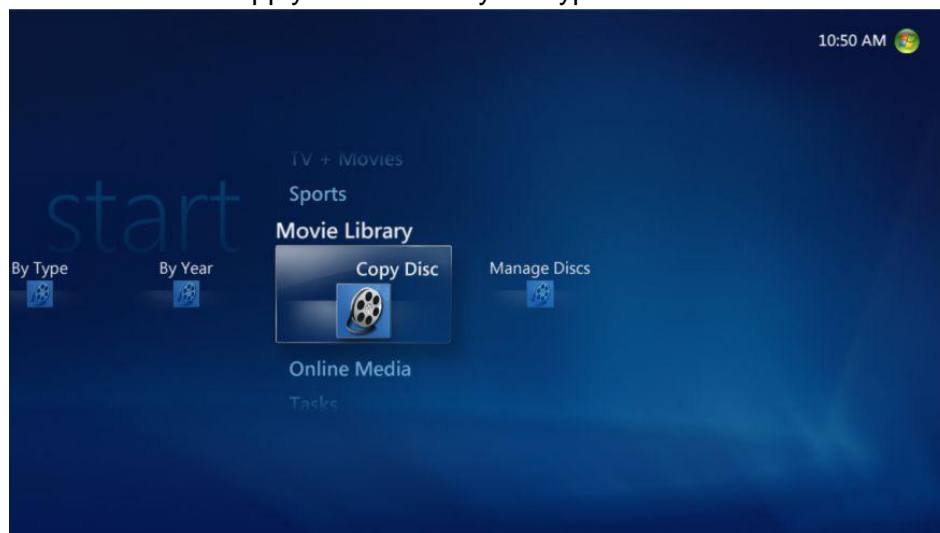 10:50 AM
TV + Movies
Sports
start
Movie Library
By Type
By Year
Copy Disc
Manage Discs
Online Media
Tasks